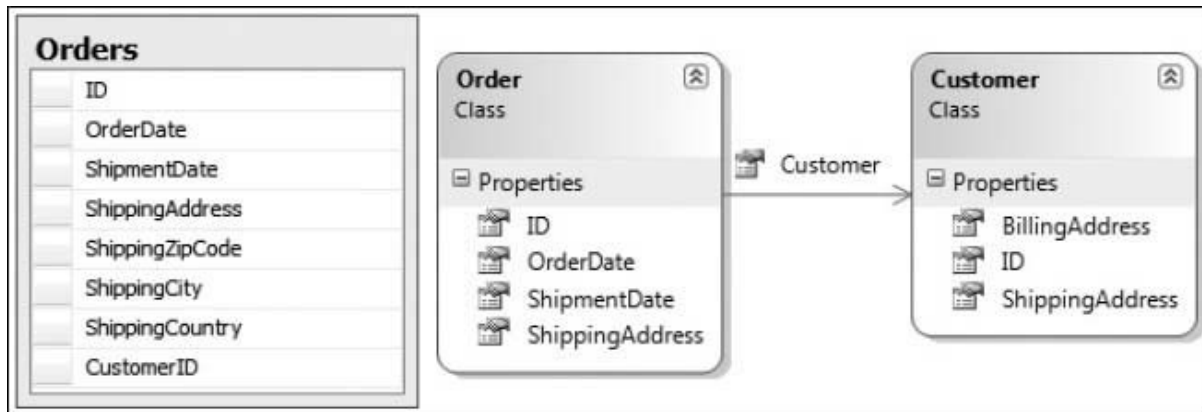 Orders
ID
OrderDate
ShipmentDate
ShippingAddress
ShippingZipCode
ShippingCity
ShippingCountry
CustomerID
Order
Class
Properties
ID
OrderDate
ShipmentDate
ShippingAddress
Customer
Customer
Class
Properties
BillingAddress
ID
ShippingAddress